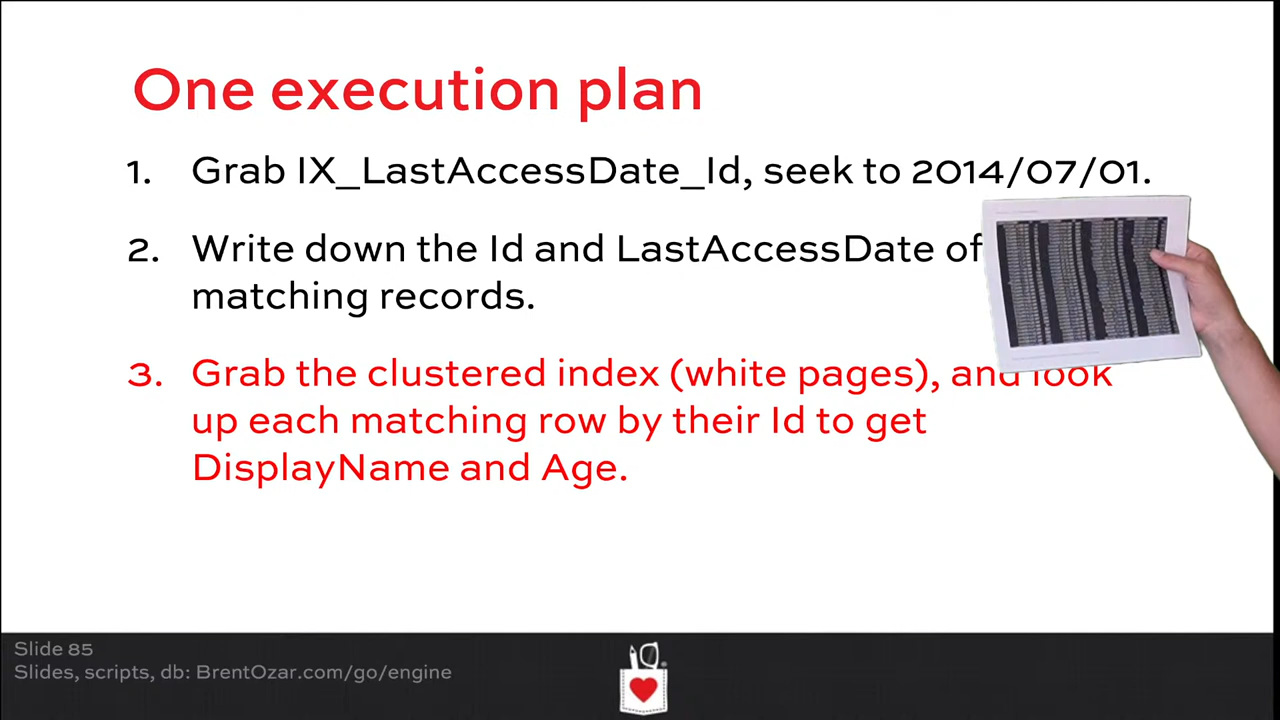 One execution plan
1. Grab IX_LastAccessDate_Id, seek to 2014/07/01.
2. Write down the Id and LastAccessDate of
matching records.
3. Grab the clustered index (white pages), and look
up each matching row by their Id to get
DisplayName and Age.
Slide 85
Slides, scripts, db: BrentOzar.com/go/engine